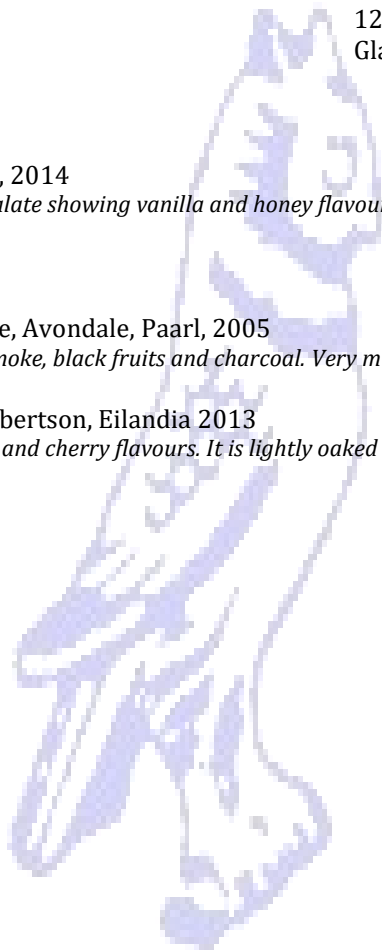 12
Gla
, 2014
late showing vanilla and honey flavour
e, Avondale, Paarl, 2005
moke, black fruits and charcoal. Very m
bertson, Eilandia 2013
and cherry flavours. It is lightly oaked